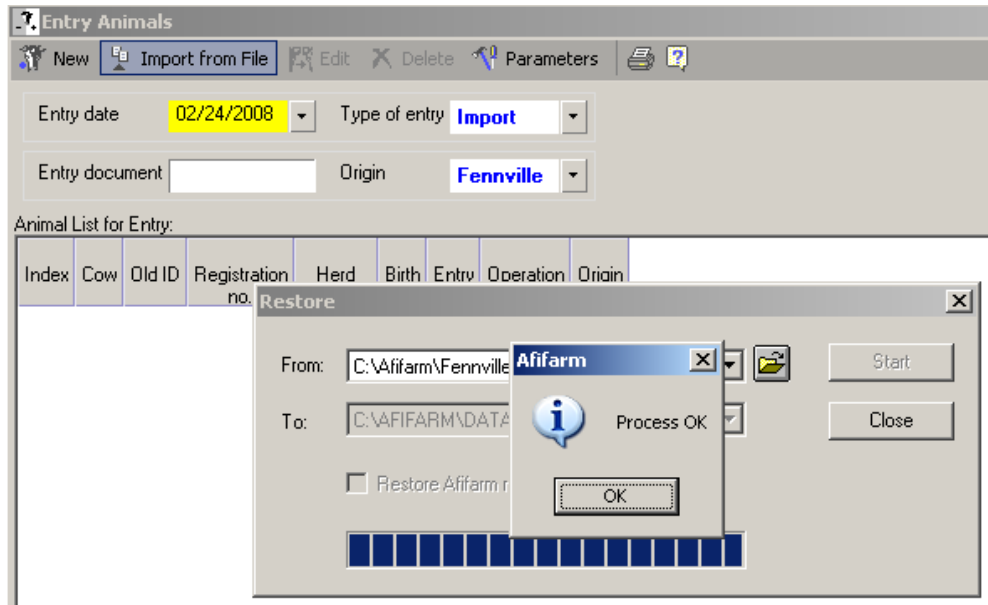 Entry Animals
New Import from File Edit Delete Parameters
Entry date 02/24/2008 Type of entry Import
Entry document Origin Fennville
Animal List for Entry:
Index Cow Old ID Registration no. Herd Birth Entry Operation Origin
Restore
From: C:\Afifarm\Fennville
To: C:\AFIFARM\DATA
Restore Afifarm
Start
Close
Afifarm
Process OK
OK